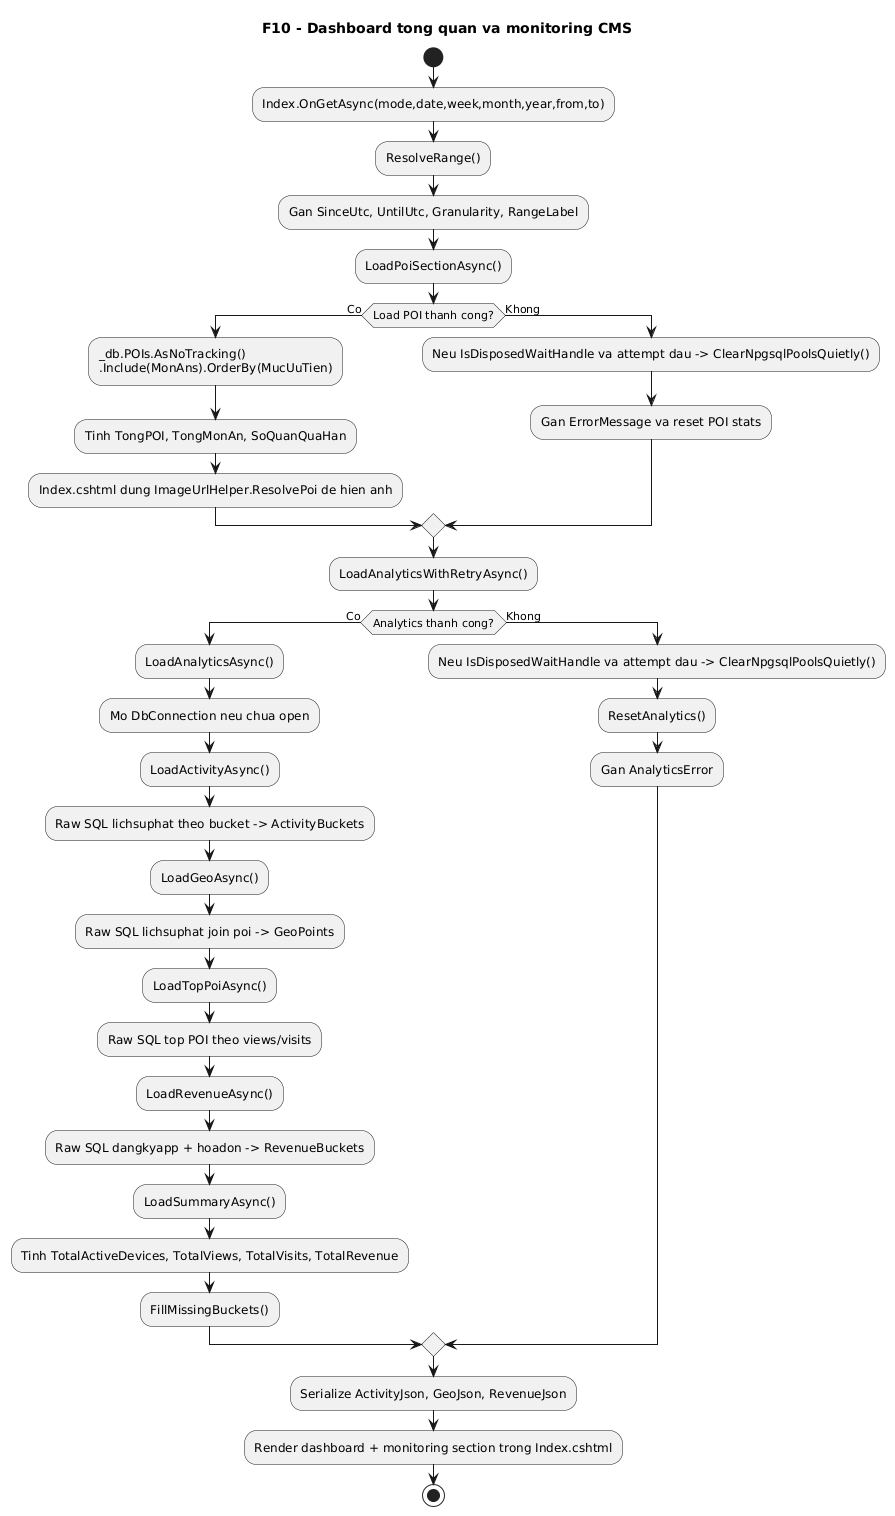 F10 - Dashboard tong quan va monitoring CMS
Index.OnGetAsync(mode,date,week,month,year,from,to)
ResolveRange()
Gan SinceUtc, UntilUtc, Granularity, RangeLabel
LoadPoiSectionAsync()
Load POI thanh cong?
Co
_db.POIs.AsNoTracking()
.Include(MonAns).OrderBy(MucUuTien)
Tinh TongPOI, TongMonAn, SoQuanQuaHan
Index.cshtml dung ImageUrlHelper.ResolvePoi de hien anh
Khong
Neu IsDisposedWaitHandle va attempt dau -> ClearNpgsqlPoolsQuietly()
Gan ErrorMessage va reset POI stats
LoadAnalyticsWithRetryAsync()
Analytics thanh cong?
Co
LoadAnalyticsAsync()
Mo DbConnection neu chua open
LoadActivityAsync()
Raw SQL lichsuphat theo bucket -> ActivityBuckets
LoadGeoAsync()
Raw SQL lichsuphat join poi -> GeoPoints
LoadTopPoiAsync()
Raw SQL top POI theo views/visits
LoadRevenueAsync()
Raw SQL dangkyapp + hoadon -> RevenueBuckets
LoadSummaryAsync()
Tinh TotalActiveDevices, TotalViews, TotalVisits, TotalRevenue
FillMissingBuckets()
Khong
Neu IsDisposedWaitHandle va attempt dau -> ClearNpgsqlPoolsQuietly()
ResetAnalytics()
Gan AnalyticsError
Serialize ActivityJson, GeoJson, RevenueJson
Render dashboard + monitoring section trong Index.cshtml